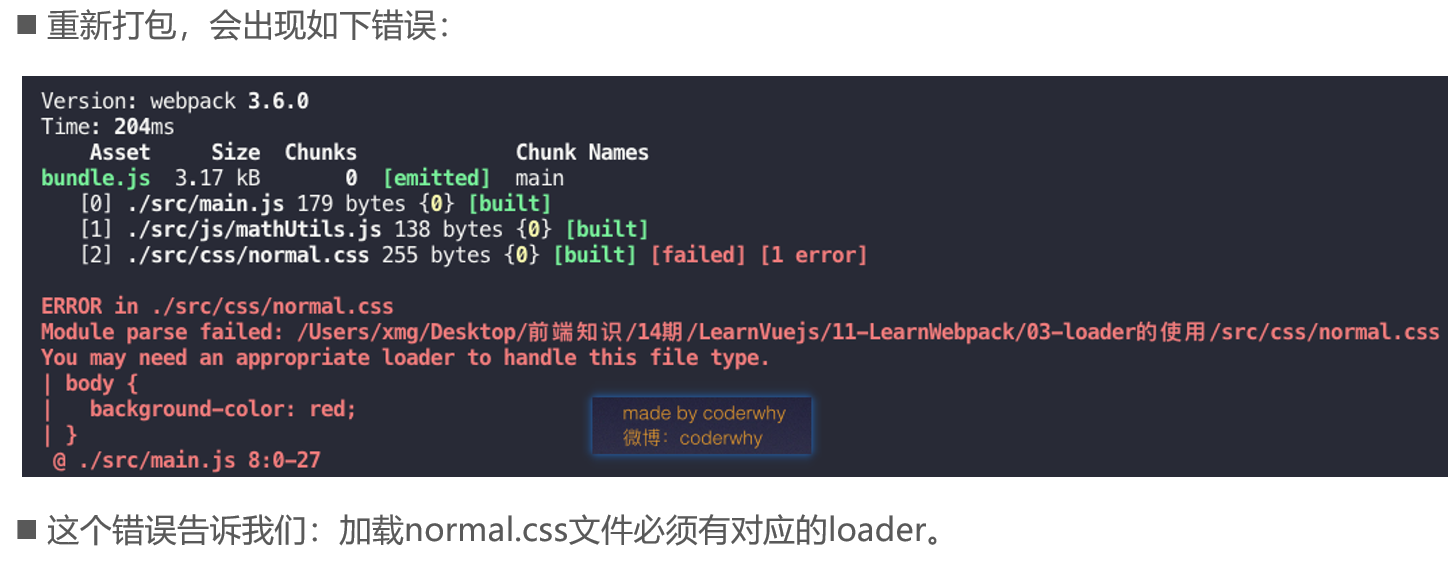 ■ 重新打包，会出现如下错误：
Version: webpack 3.6.0
Time: 204ms
Asset Size Chunks Chunk Names
bundle.js 3.17 kB 0 [emitted] main
[0] ./src/main.js 179 bytes {0} [built]
[1] ./src/js/mathUtils.js 138 bytes {0} [built]
[2] ./src/css/normal.css 255 bytes {0} [built] [failed] [1 error]
ERROR in ./src/css/normal.css
Module parse failed: /Users/xmg/Desktop/前端知识/14期/LearnVuejs/11-LearnWebpack/03-loader的使用/src/css/normal.css
You may need an appropriate loader to handle this file type.
| body {
|   background-color: red;
| }
@ ./src/main.js 8:0-27
made by coderwhy
微博：coderwhy
■ 这个错误告诉我们：加载normal.css文件必须有对应的loader。